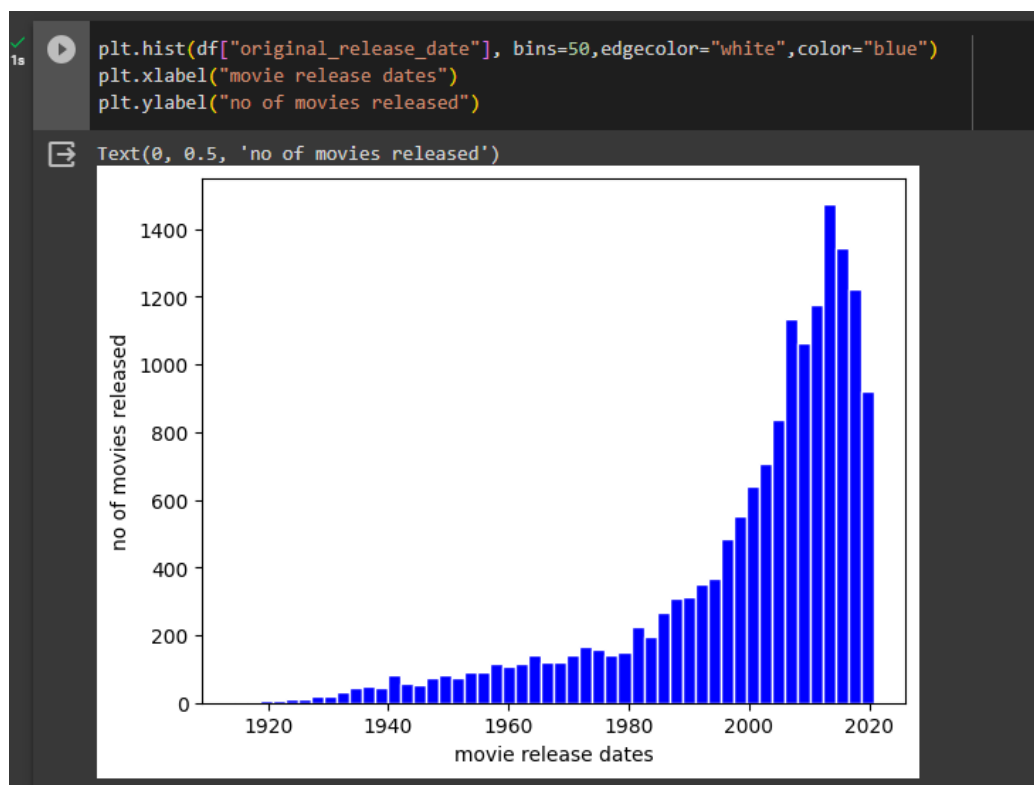 plt.hist(df["original_release_date"], bins=50,edgecolor="white",color="blue")
1s
plt.xlabel("movie release dates")
plt.ylabel("no of movies released")
Text(0, 0.5, 'no of movies released')
1400
1200
1000
800
600
400
200
0
no of movies released
1920 1940 1960 1980 2000 2020
movie release dates